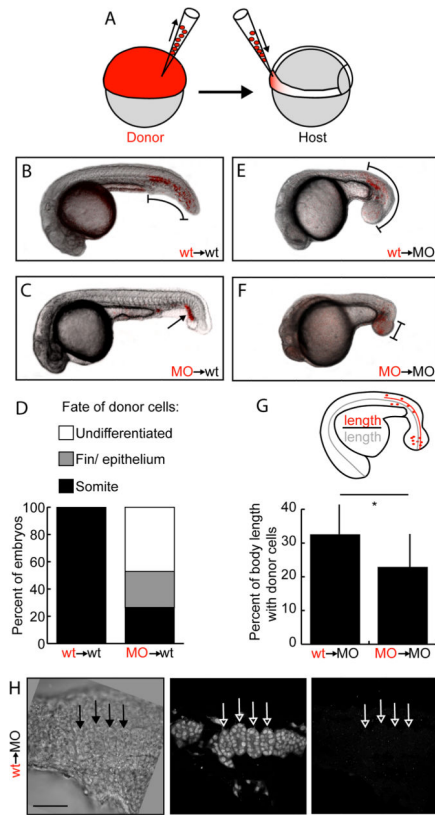 A
Donor
Host
B
wt→wt
E
wt→MO
C
MO→wt
F
MO→MO
D
Fate of donor cells:
Undifferentiated
Fin/ epithelium
Somite
Percent of embryos
100
80
60
40
20
0
wt→wt
MO→wt
G
length
length
*
Percent of body length
with donor cells
40
30
20
10
0
wt→MO
MO→MO
H
wt→MO